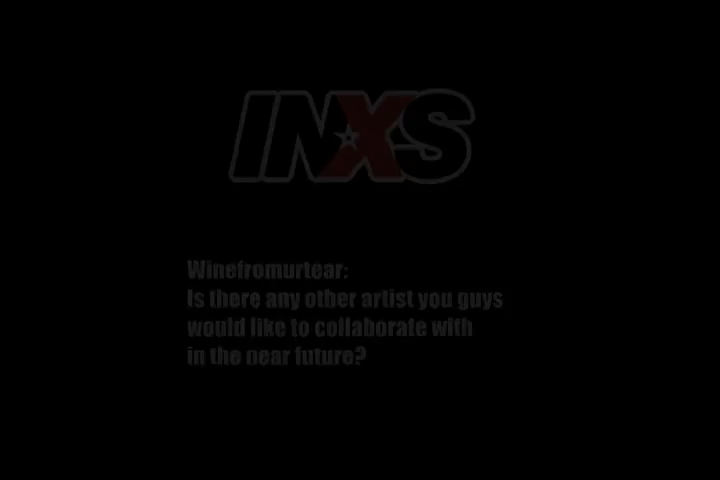 INXS
Winefromurtear:
Is there any other artist you guys
would like to collaborate with
in the near future?